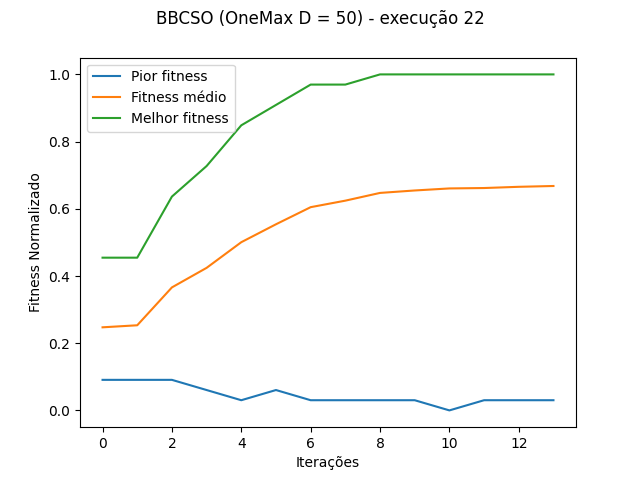 BBCSO (OneMax D = 50) - execução 22
Pior fitness
Fitness médio
Melhor fitness
Fitness Normalizado
1.0
0.8
0.6
0.4
0.2
0.0
0 2 4 6 8 10 12
Iterações